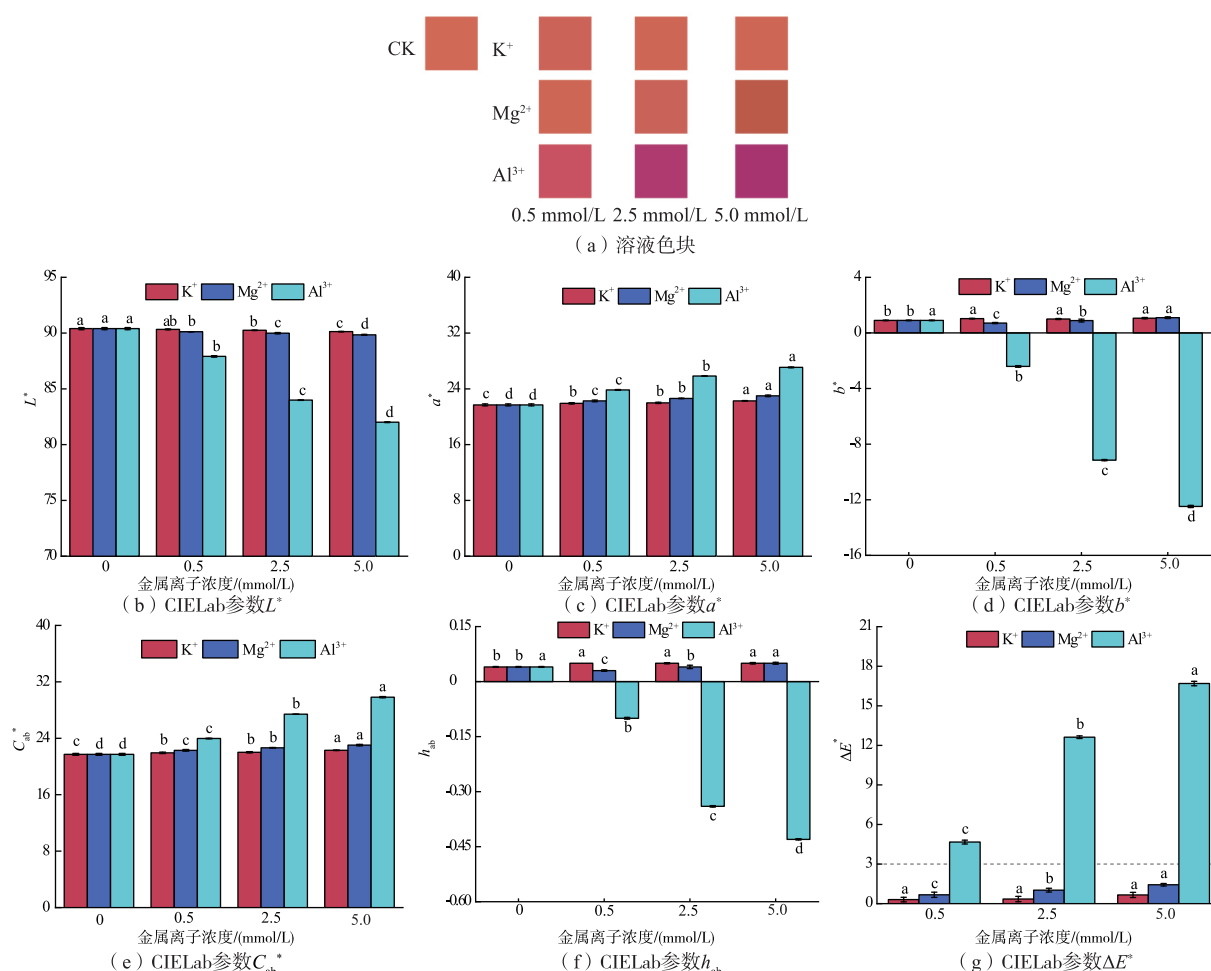 CK K⁺
Mg²⁺
Al³⁺
0.5 mmol/L 2.5 mmol/L 5.0 mmol/L
（a）溶液色块
95
90
85
80
75
70
L*
K⁺ Mg²⁺ Al³⁺
a a a ab b b b c c c d d
0 0.5 2.5 5.0
金属离子浓度/(mmol/L)
（b）CIELab参数L*
40
32
24
16
8
0
a*
K⁺ Mg²⁺ Al³⁺
c d d b c c b b b a a a
0 0.5 2.5 5.0
金属离子浓度/(mmol/L)
（c）CIELab参数a*
4
0
-4
-8
-12
-16
b*
K⁺ Mg²⁺ Al³⁺
b b a a c b a b c a a d
0 0.5 2.5 5.0
金属离子浓度/(mmol/L)
（d）CIELab参数b*
40
32
24
16
8
0
C*ab
K⁺ Mg²⁺ Al³⁺
c d d b c c b b b a a a
0 0.5 2.5 5.0
金属离子浓度/(mmol/L)
（e）CIELab参数C*ab
0.15
0
-0.15
-0.30
-0.45
-0.60
hab
K⁺ Mg²⁺ Al³⁺
b b a a c b a b c a a d
0 0.5 2.5 5.0
金属离子浓度/(mmol/L)
（f）CIELab参数hab
18
15
12
9
6
3
0
ΔE*
K⁺ Mg²⁺ Al³⁺
a c c a b b a a a
0.5 2.5 5.0
金属离子浓度/(mmol/L)
（g）CIELab参数ΔE*